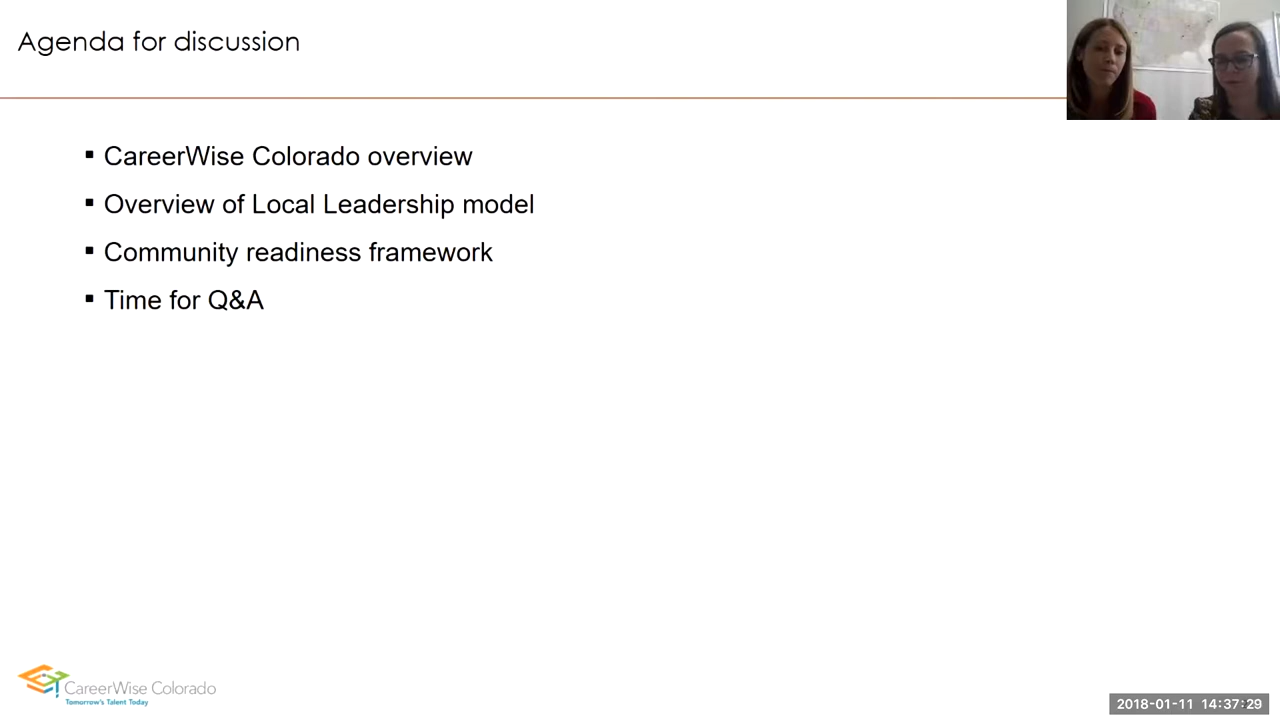 Agenda for discussion
▪ CareerWise Colorado overview
▪ Overview of Local Leadership model
▪ Community readiness framework
▪ Time for Q&A
CareerWise Colorado
Tomorrow's Talent Today
2018-01-11 14:37:29